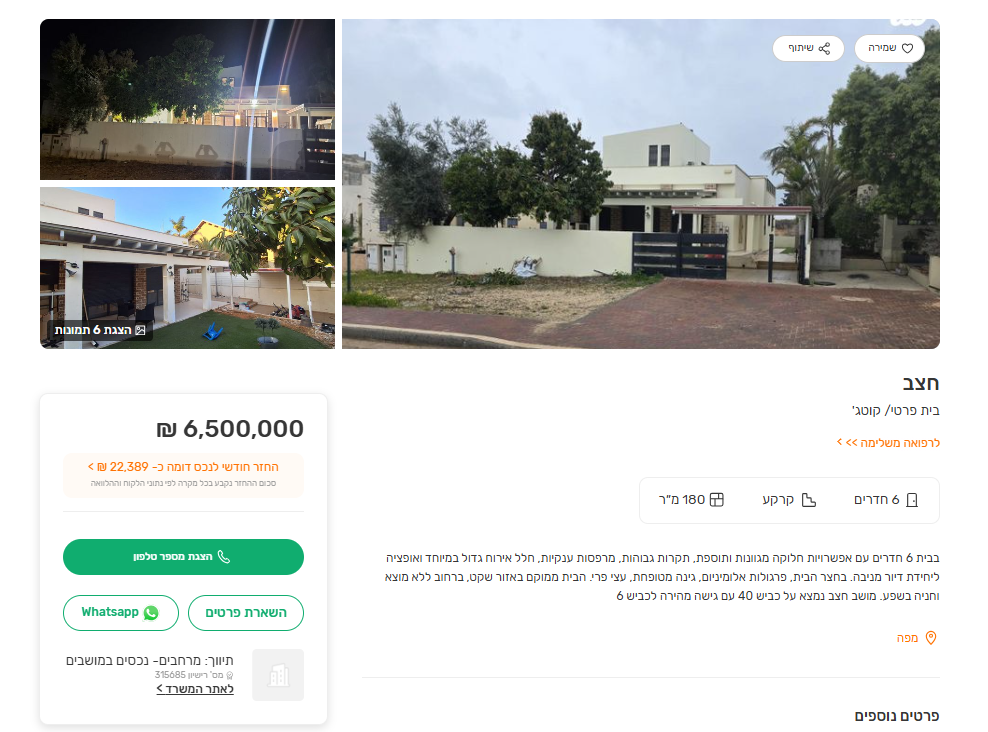 שמירה
שיתוף
הצגת 6 תמונות
חצב
בית פרטי/ קוטג'
לרפואה משלימה >> >
6 חדרים
קרקע
180 מ״ר
בבית 6 חדרים עם אפשרויות חלוקה מגוונות ותוספת, תקרות גבוהות, מרפסות ענקיות, חלל אירוח גדול במיוחד ואופציה
ליחידת דיור מניבה. בחצר הבית, פרגולות אלומיניום, גינה מטופחת, עצי פרי. הבית ממוקם באזור שקט, ברחוב ללא מוצא
וחניה בשפע. מושב חצב נמצא על כביש 40 עם גישה מהירה לכביש 6
מפה
פרטים נוספים
6,500,000 ₪
החזר חודשי לנכס דומה כ- 22,389 ₪ >
סכום ההחזר נקבע בכל מקרה לפי נתוני הלקוח וההלוואה
הצגת מספר טלפון
השארת פרטים
Whatsapp
תיווך: מרחבים- נכסים במושבים
מס' רישיון 315685
לאתר המשרד >